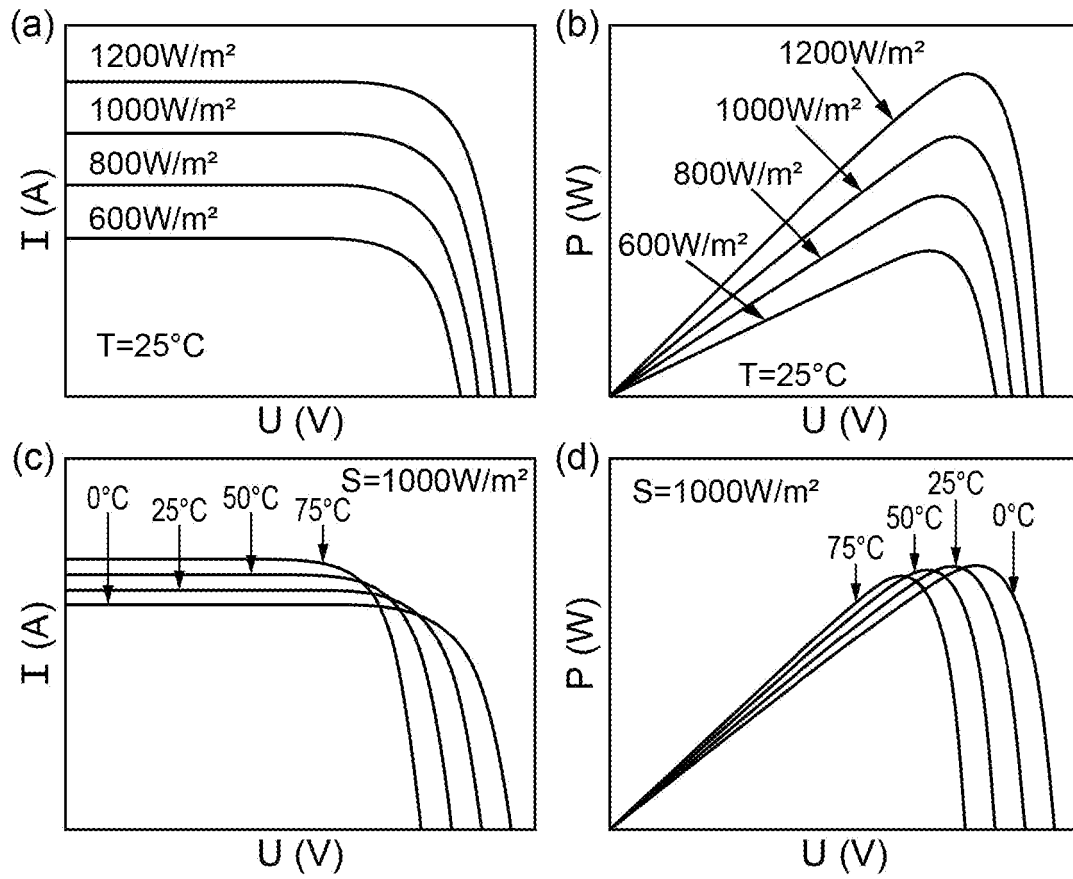 (a)
1200W/m²
1000W/m²
800W/m²
600W/m²
T=25°C
I (A)
U (V)
(b)
1200W/m²
1000W/m²
800W/m²
600W/m²
T=25°C
P (W)
U (V)
(c)
S=1000W/m²
0°C
25°C
50°C
75°C
I (A)
U (V)
(d)
S=1000W/m²
75°C
50°C
25°C
0°C
P (W)
U (V)